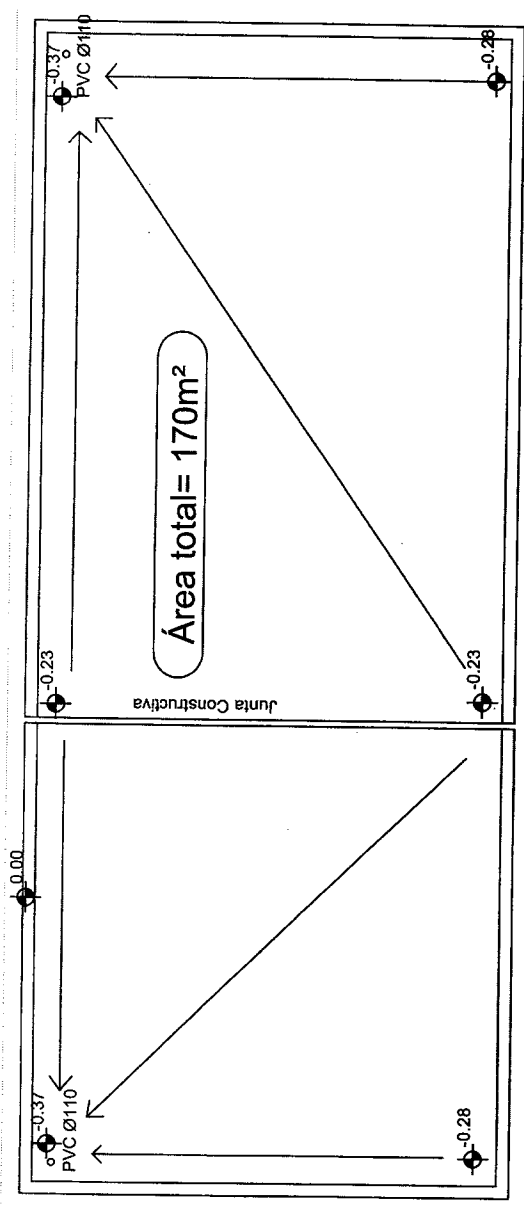 -0.37
PVC Ø110
-0.28
Área total= 170m²
-0.23
Junta Constructiva
-0.23
0.00
-0.37
PVC Ø110
-0.28